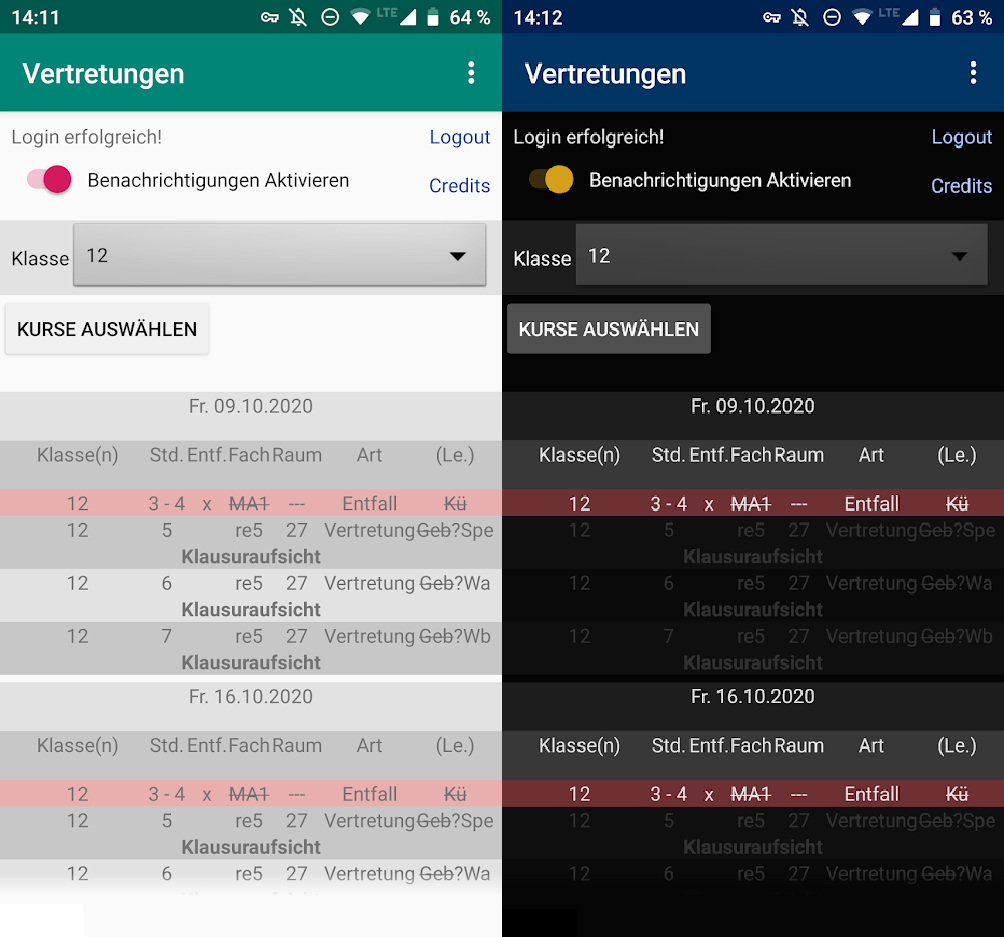 14:11 LTE 64 %
Vertretungen
Login erfolgreich! Logout
Benachrichtigungen Aktivieren
Credits
Klasse 12
KURSE AUSWÄHLEN
Fr. 09.10.2020
Klasse(n) Std. Entf. Fach Raum Art (Le.)
12 3 - 4 x MA1 --- Entfall Kü
12 5 re5 27 Vertretung Geb?Spe
Klausuraufsicht
12 6 re5 27 Vertretung Geb?Wa
Klausuraufsicht
12 7 re5 27 Vertretung Geb?Wb
Klausuraufsicht
Fr. 16.10.2020
Klasse(n) Std. Entf. Fach Raum Art (Le.)
12 3 - 4 x MA1 --- Entfall Kü
12 5 re5 27 Vertretung Geb?Spe
Klausuraufsicht
12 6 re5 27 Vertretung Geb?Wa
14:12 LTE 63 %
Vertretungen
Login erfolgreich! Logout
Benachrichtigungen Aktivieren
Credits
Klasse 12
KURSE AUSWÄHLEN
Fr. 09.10.2020
Klasse(n) Std. Entf. Fach Raum Art (Le.)
12 3 - 4 x MA1 --- Entfall Kü
12 5 re5 27 Vertretung Geb?Spe
Klausuraufsicht
12 6 re5 27 Vertretung Geb?Wa
Klausuraufsicht
12 7 re5 27 Vertretung Geb?Wb
Klausuraufsicht
Fr. 16.10.2020
Klasse(n) Std. Entf. Fach Raum Art (Le.)
12 3 - 4 x MA1 --- Entfall Kü
12 5 re5 27 Vertretung Geb?Spe
Klausuraufsicht
12 6 re5 27 Vertretung Geb?Wa